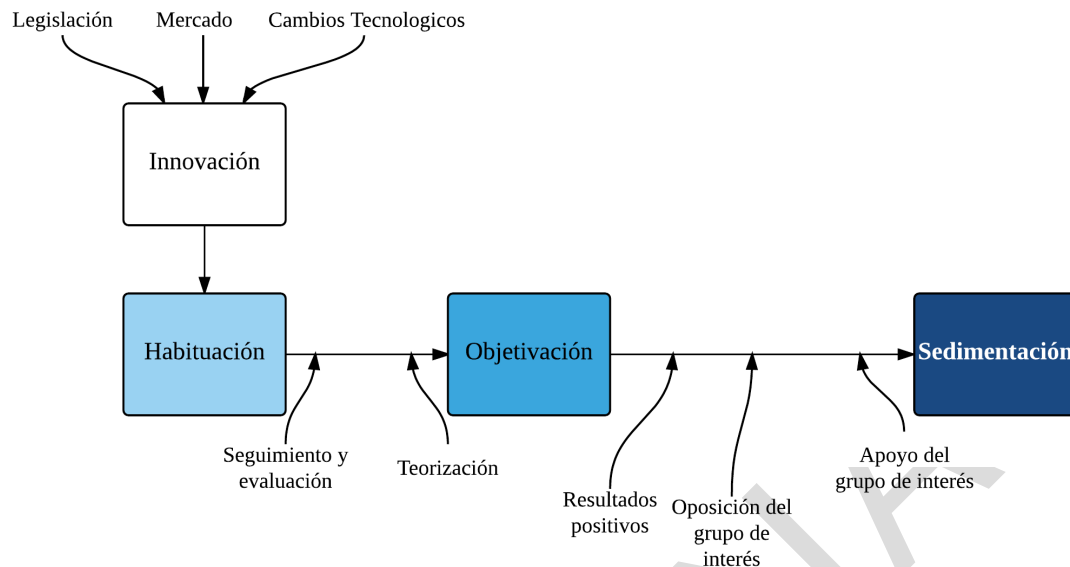 Legislación
Mercado
Cambios Tecnologicos
Innovación
Habituación
Objetivación
Sedimentación
Seguimiento y
evaluación
Teorización
Resultados
positivos
Oposición del
grupo de
interés
Apoyo del
grupo de interés